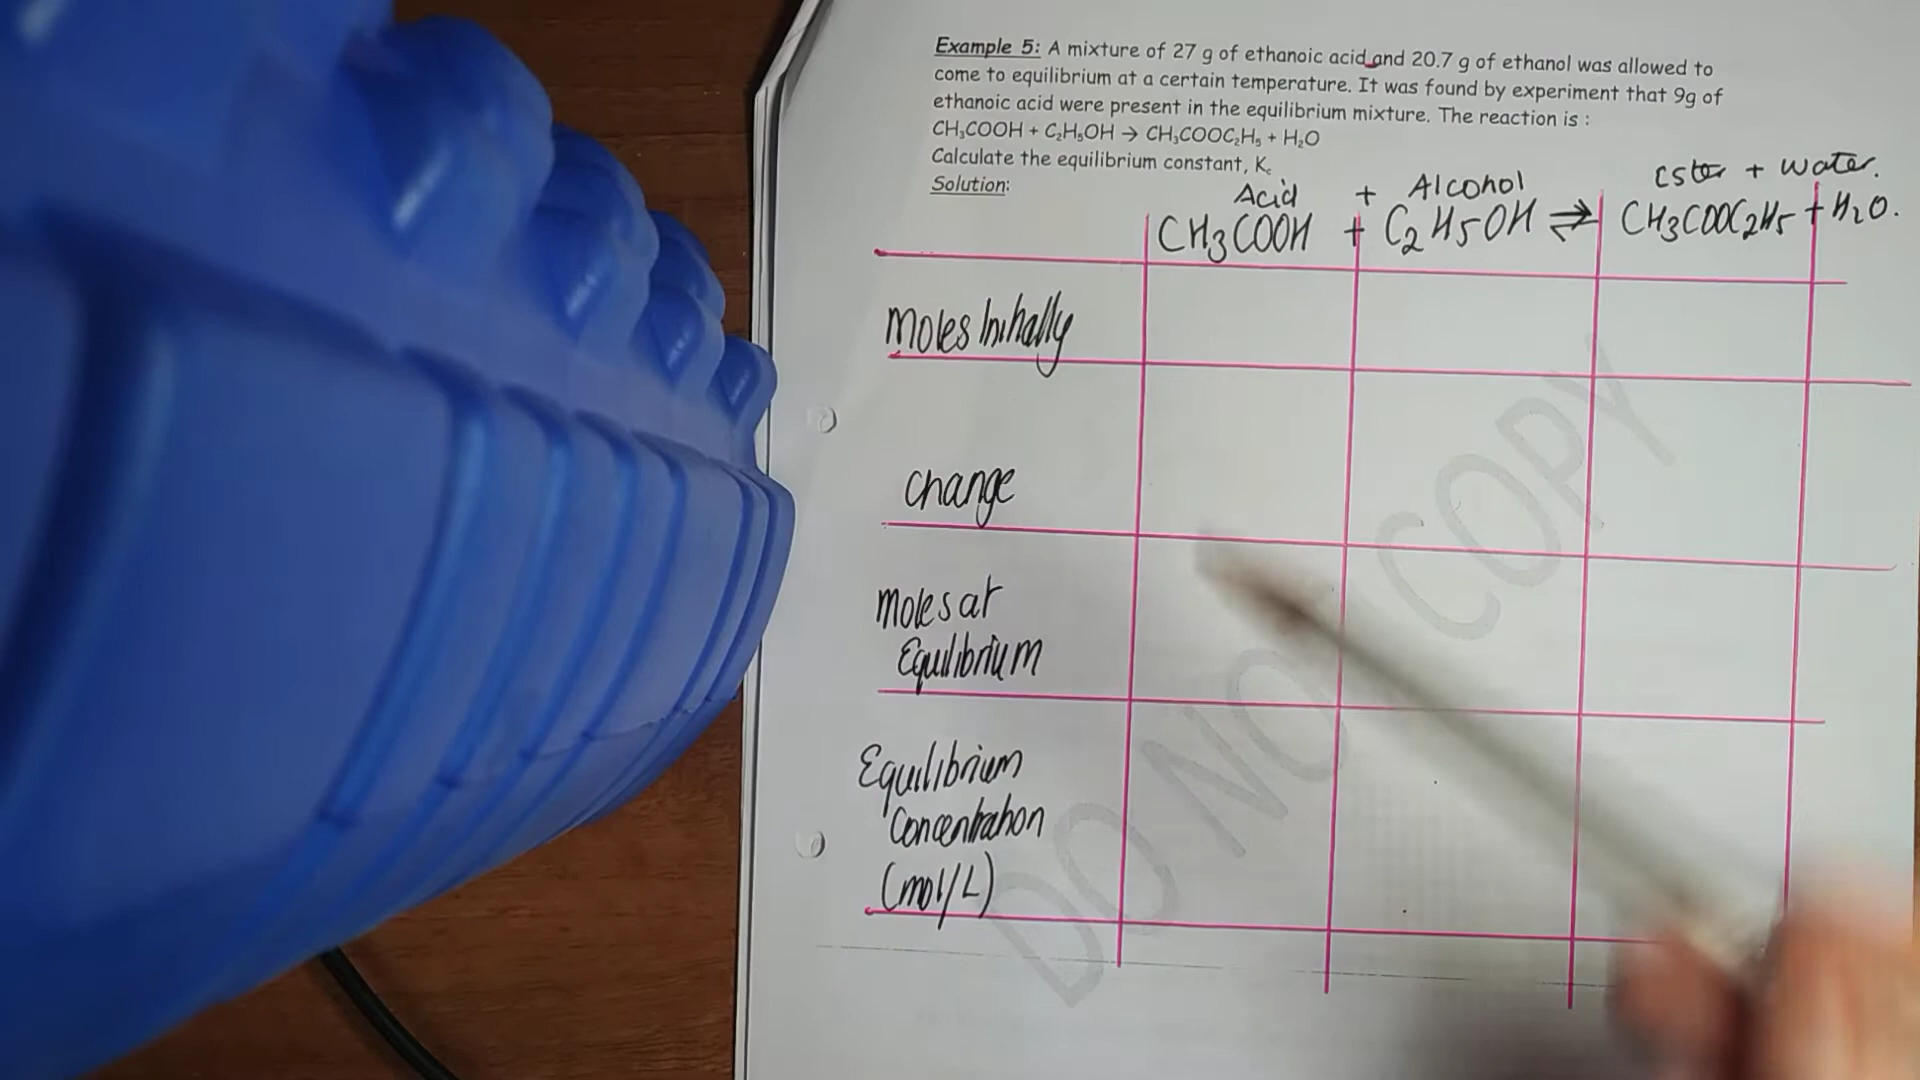 Example 5: A mixture of 27 g of ethanoic acid and 20.7 g of ethanol was allowed to
come to equilibrium at a certain temperature. It was found by experiment that 9g of
ethanoic acid were present in the equilibrium mixture. The reaction is :
CH₃COOH + C₂H₅OH → CH₃COOC₂H₅ + H₂O
Calculate the equilibrium constant, Kc
Solution:
Acid + Alcohol Ester + Water.
CH3COOH + C2H5OH ⇌ CH3COOC2H5 + H2O.
Moles Initially
Change
Moles at
Equilibrium
Equilibrium
Concentration
(mol/L)
DO NOT COPY